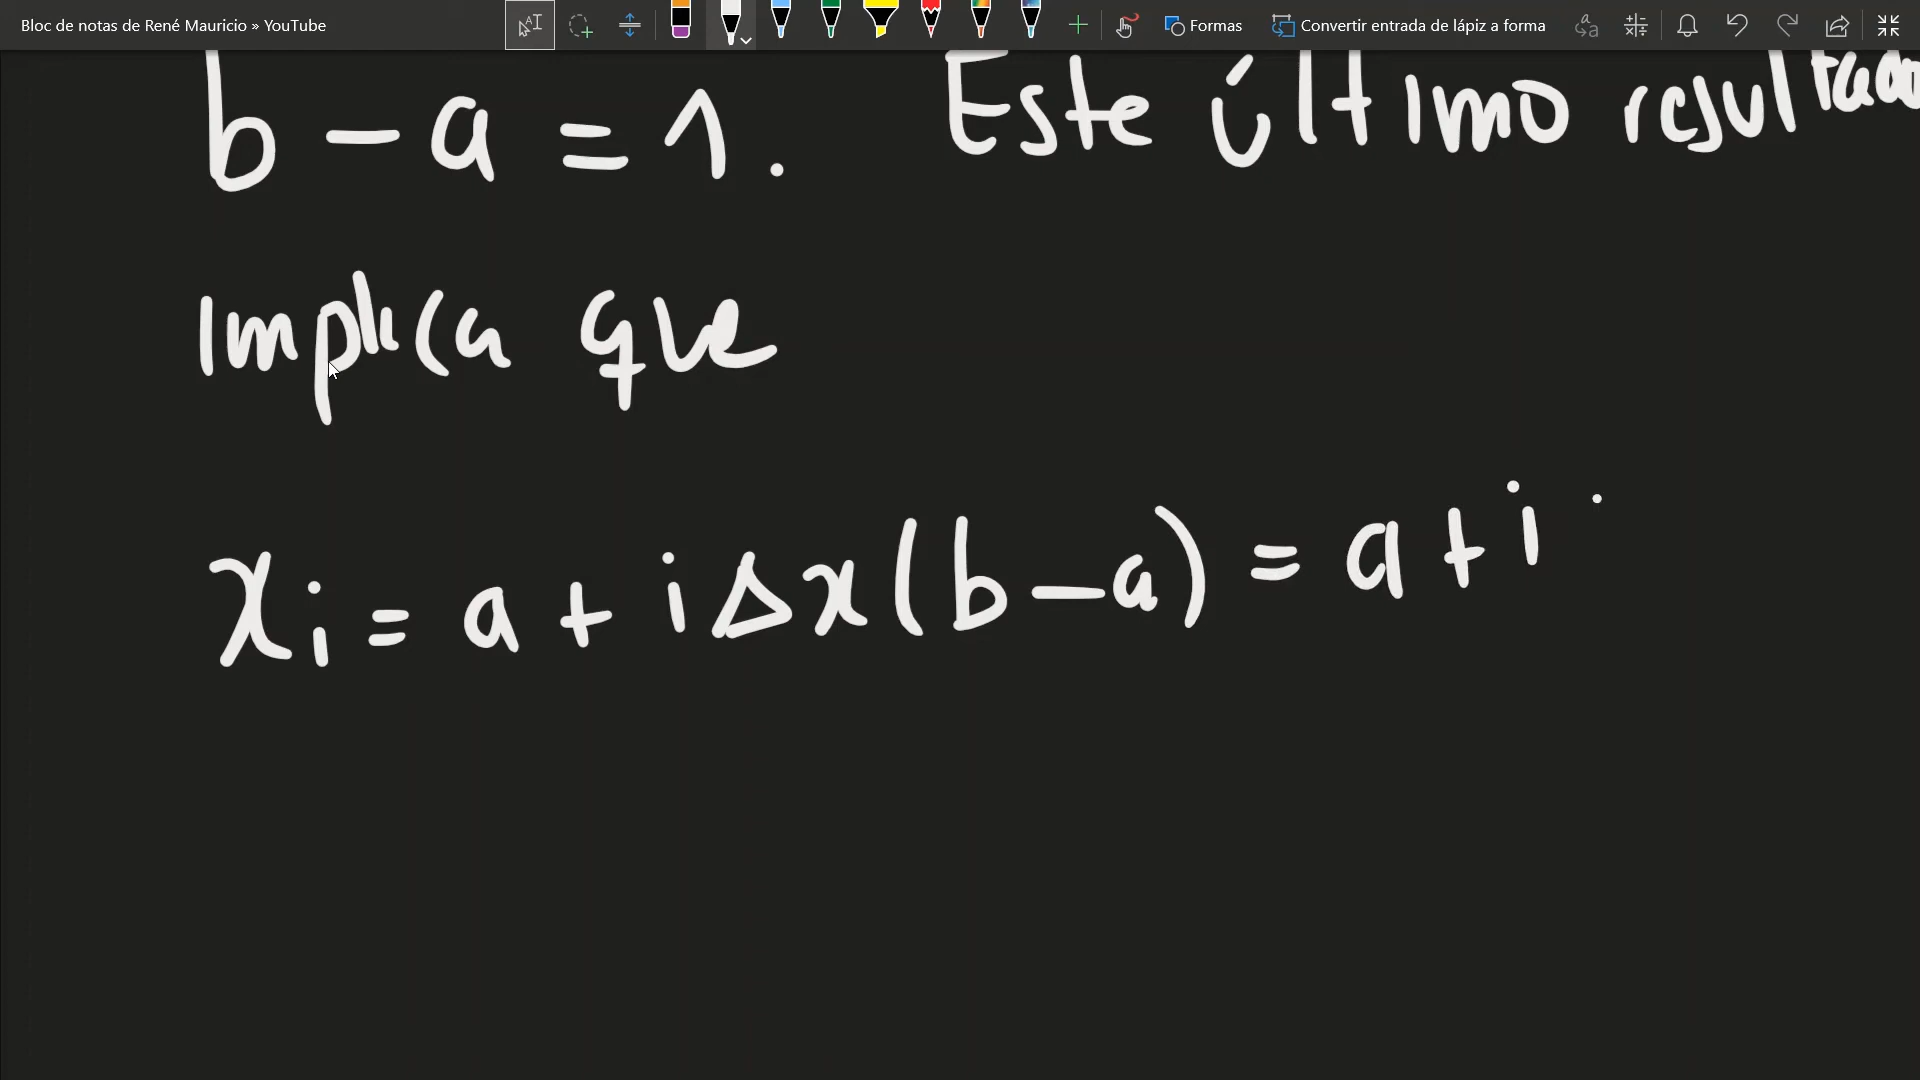 Bloc de notas de René Mauricio » YouTube
Formas
Convertir entrada de lápiz a forma
b - a = 1. Este último resultado
implica que
xi = a + i Δx (b - a) = a + i ·